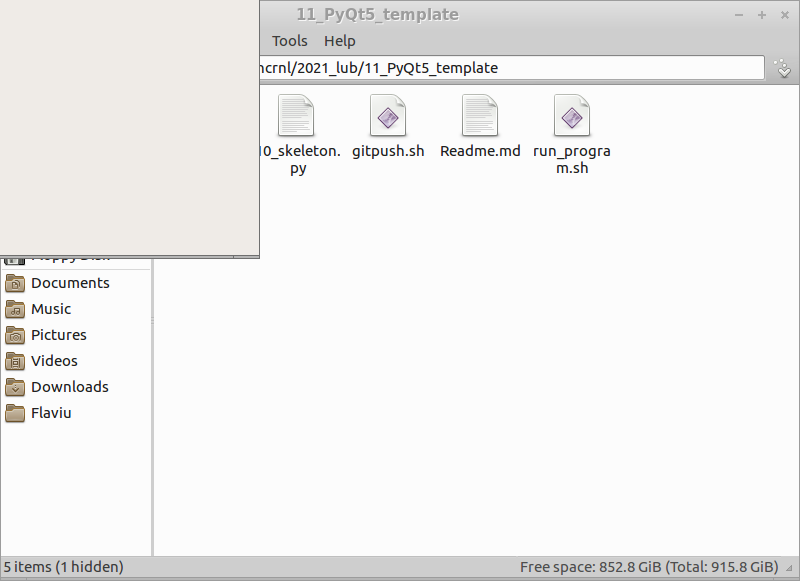 11_PyQt5_template
Tools Help
ncrnl/2021_lub/11_PyQt5_template
10_skeleton.
py
gitpush.sh
Readme.md
run_progra
m.sh
Documents
Music
Pictures
Videos
Downloads
Flaviu
5 items (1 hidden)
Free space: 852.8 GiB (Total: 915.8 GiB)